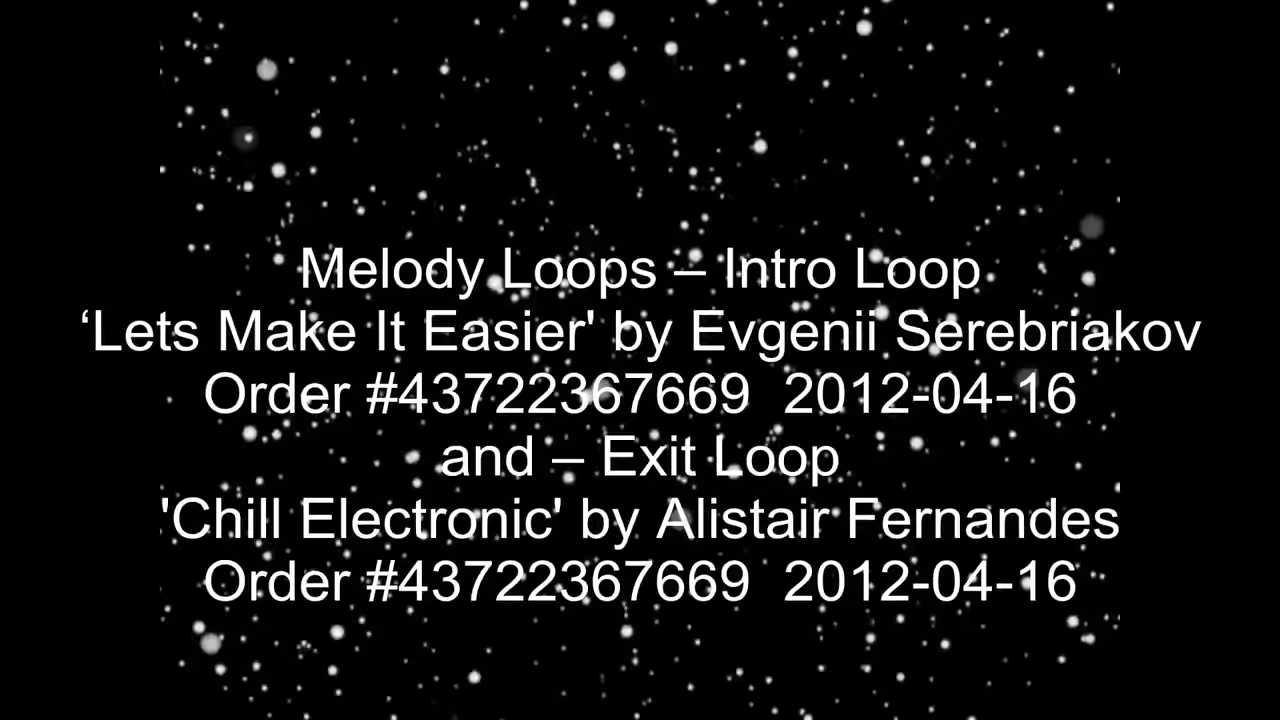 Melody Loops – Intro Loop
‘Lets Make It Easier' by Evgenii Serebriakov
Order #43722367669  2012-04-16
and – Exit Loop
'Chill Electronic' by Alistair Fernandes
Order #43722367669  2012-04-16